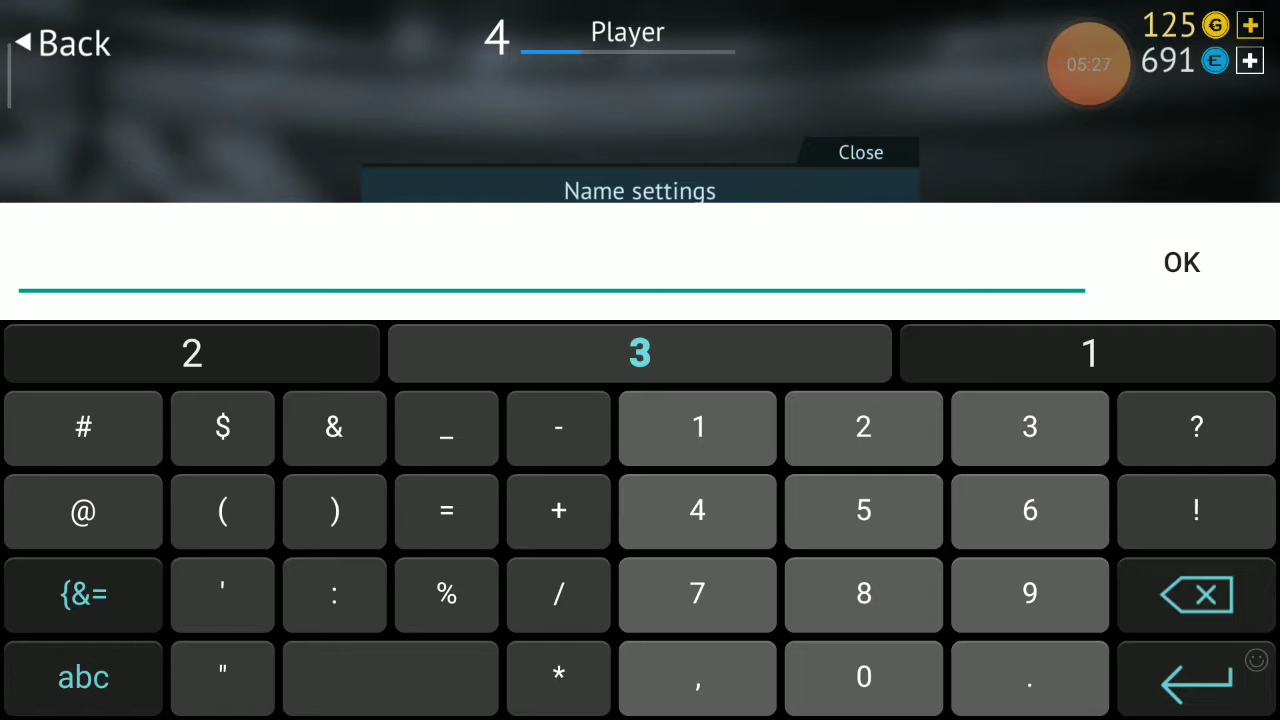 Back
4 Player
125 G +
05:27
691 E +
Close
Name settings
OK
2 3 1
# $ & _ - 1 2 3 ?
@ ( ) = + 4 5 6 !
{&= ' : % / 7 8 9
abc " * , 0 .